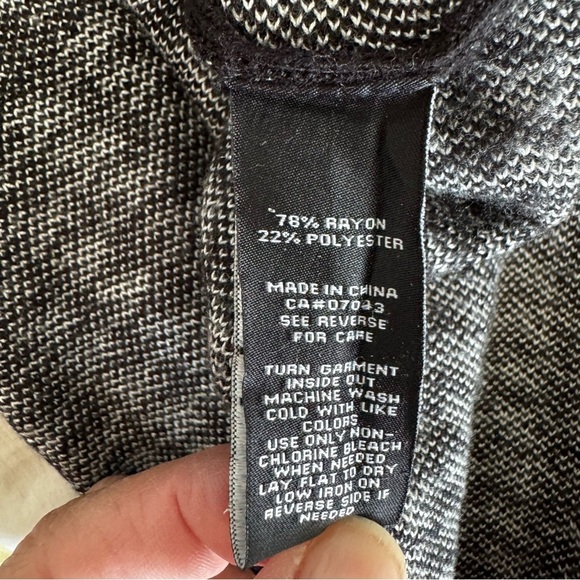 78% RAYON
22% POLYESTER
MADE IN CHINA
SEE REVERSE
FOR CARE
TURN GARMENT
INSIDE OUT
MACHINE WASH
COLD WITH LIKE
COLORS
USE ONLY NON-
CHLORINE BLEACH
WHEN NEEDED
LAY FLAT TO DRY
LOW IRON ON
REVERSE SIDE IF
NEEDED